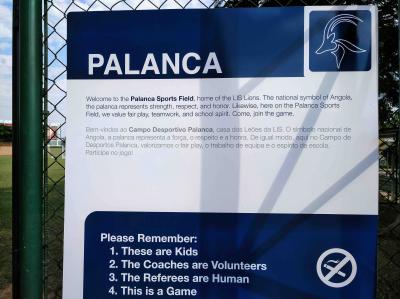 PALANCA
Welcome to the Palanca Sports Field, home of the LIS Lions. The national symbol of Angola,
the palanca represents strength, respect, and honor. Likewise, here on the Palanca Sports
Field, we value fair play, teamwork, and school spirit. Come, join the game.
Bem-vindos ao Campo Desportivo Palanca, casa dos Leões da LIS. O símbolo nacional de
Angola, a palanca representa a força, o respeito e a honra. De igual modo, aqui no Campo de
Desportos Palanca, valorizamos o fair play, o trabalho de equipa e o espírito de escola.
Participe no jogo!
Please Remember:
1. These are Kids
2. The Coaches are Volunteers
3. The Referees are Human
4. This is a Game